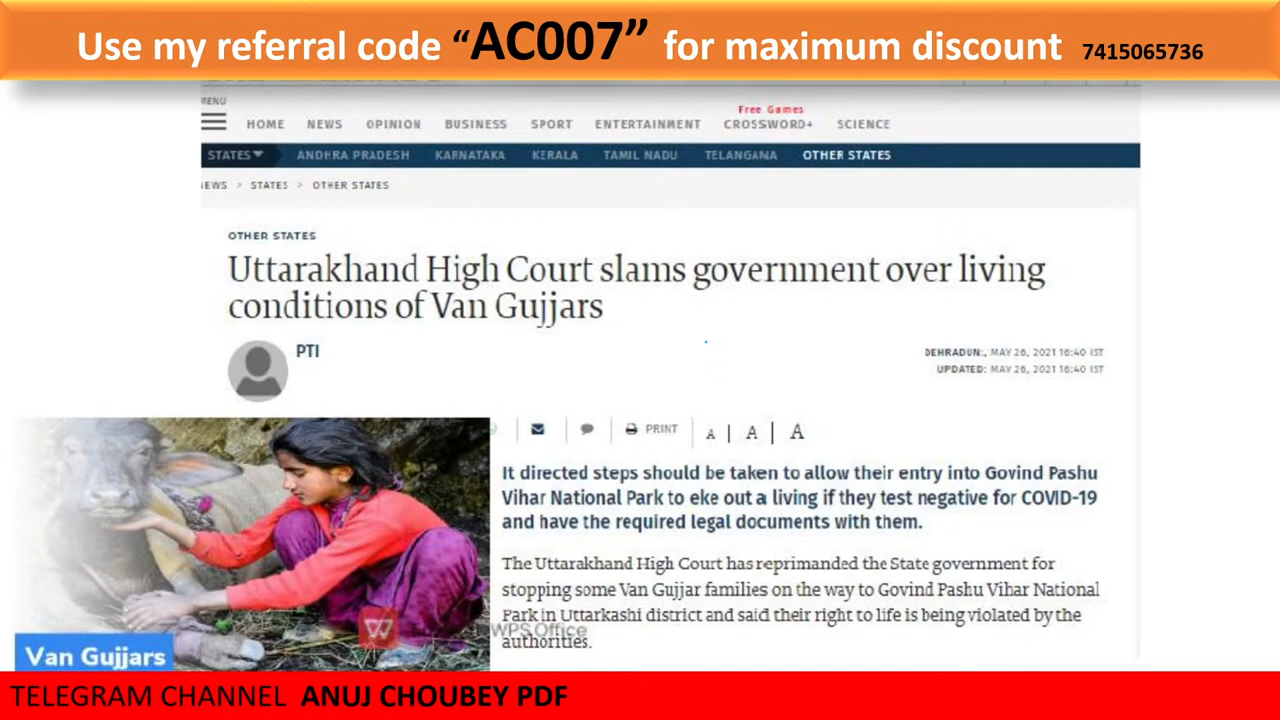 Use my referral code “AC007” for maximum discount 7415065736
MENU
HOME NEWS OPINION BUSINESS SPORT ENTERTAINMENT Free Games CROSSWORD+ SCIENCE
STATES ANDHRA PRADESH KARNATAKA KERALA TAMIL NADU TELANGANA OTHER STATES
EWS > STATES > OTHER STATES
OTHER STATES
Uttarakhand High Court slams government over living
conditions of Van Gujjars
PTI
DEHRADUN:, MAY 26, 2021 16:40 IST
UPDATED: MAY 26, 2021 16:40 IST
PRINT A | A | A
It directed steps should be taken to allow their entry into Govind Pashu
Vihar National Park to eke out a living if they test negative for COVID-19
and have the required legal documents with them.
The Uttarakhand High Court has reprimanded the State government for
stopping some Van Gujjar families on the way to Govind Pashu Vihar National
Park in Uttarkashi district and said their right to life is being violated by the
authorities.
WPS Office
Van Gujjars
TELEGRAM CHANNEL ANUJ CHOUBEY PDF